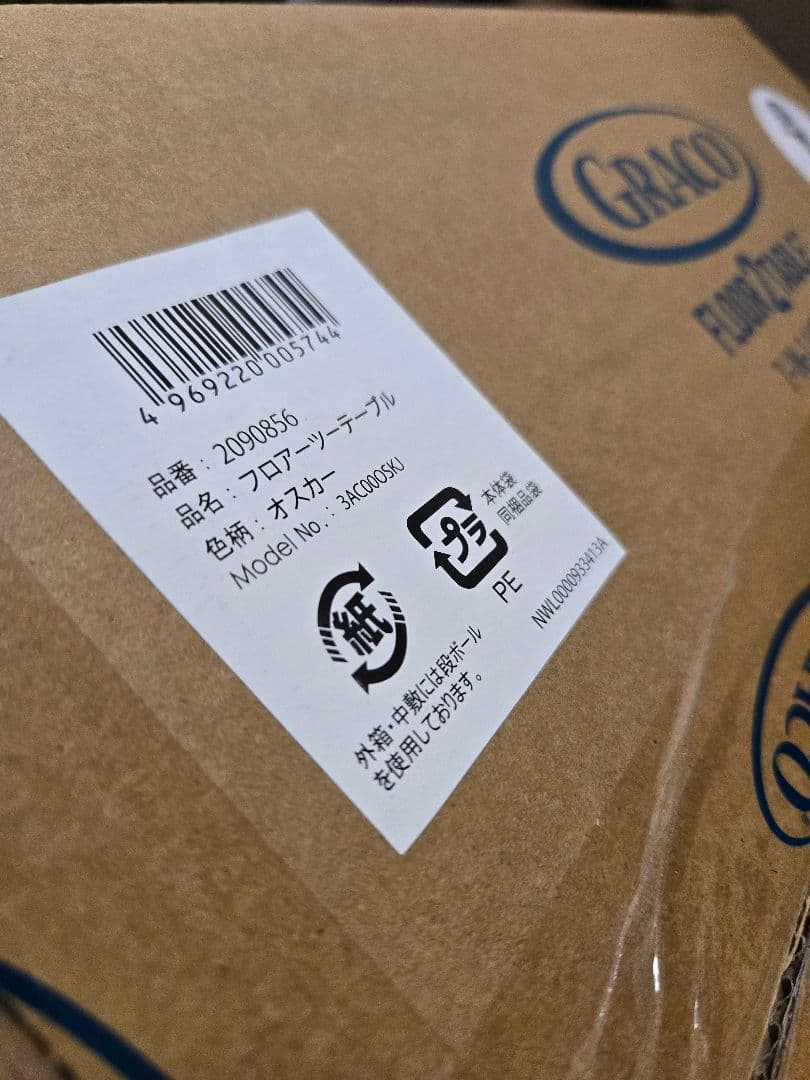 GRACO
FLOOR2TABLE
4 969220 005744
品番：2090856
品名：フロアーツーテーブル
色柄：オスカー
Model No.：3AC00OSKJ
プラ
本体袋
同梱品袋
PE
紙
外箱・中敷には段ボール
を使用しております。
NWL0000933413A